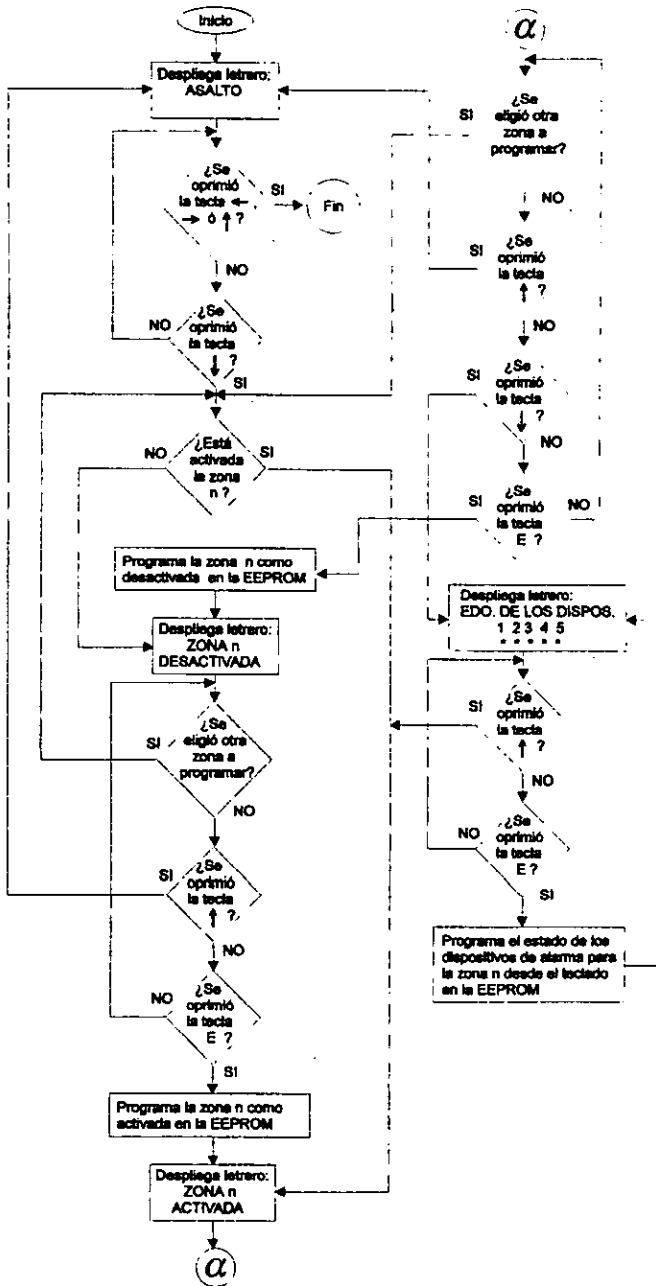 Inicio
Despliega letrero:
ASALTO
¿Se
oprimió
la tecla ←
→ ó ↑ ?
SI
Fin
NO
¿Se
oprimió
la tecla
↓ ?
NO
SI
¿Está
activada
la zona
n ?
NO
SI
Programa la zona n como
desactivada en la EEPROM
Despliega letrero:
ZONA n
DESACTIVADA
¿Se
eligió otra
zona a
programar?
SI
NO
¿Se
oprimió
la tecla
↑ ?
SI
NO
¿Se
oprimió
la tecla
E ?
NO
SI
Programa la zona n como
activada en la EEPROM
Despliega letrero:
ZONA n
ACTIVADA
α
α
¿Se
eligió otra
zona a
programar?
SI
NO
¿Se
oprimió
la tecla
↑ ?
SI
NO
¿Se
oprimió
la tecla
↓ ?
SI
NO
¿Se
oprimió
la tecla
E ?
SI
NO
Despliega letrero:
EDO. DE LOS DISPOS.
1 2 3 4 5
* * * * *
¿Se
oprimió
la tecla
↑ ?
SI
NO
¿Se
oprimió
la tecla
E ?
NO
SI
Programa el estado de los
dispositivos de alarma para
la zona n desde el teclado
en la EEPROM